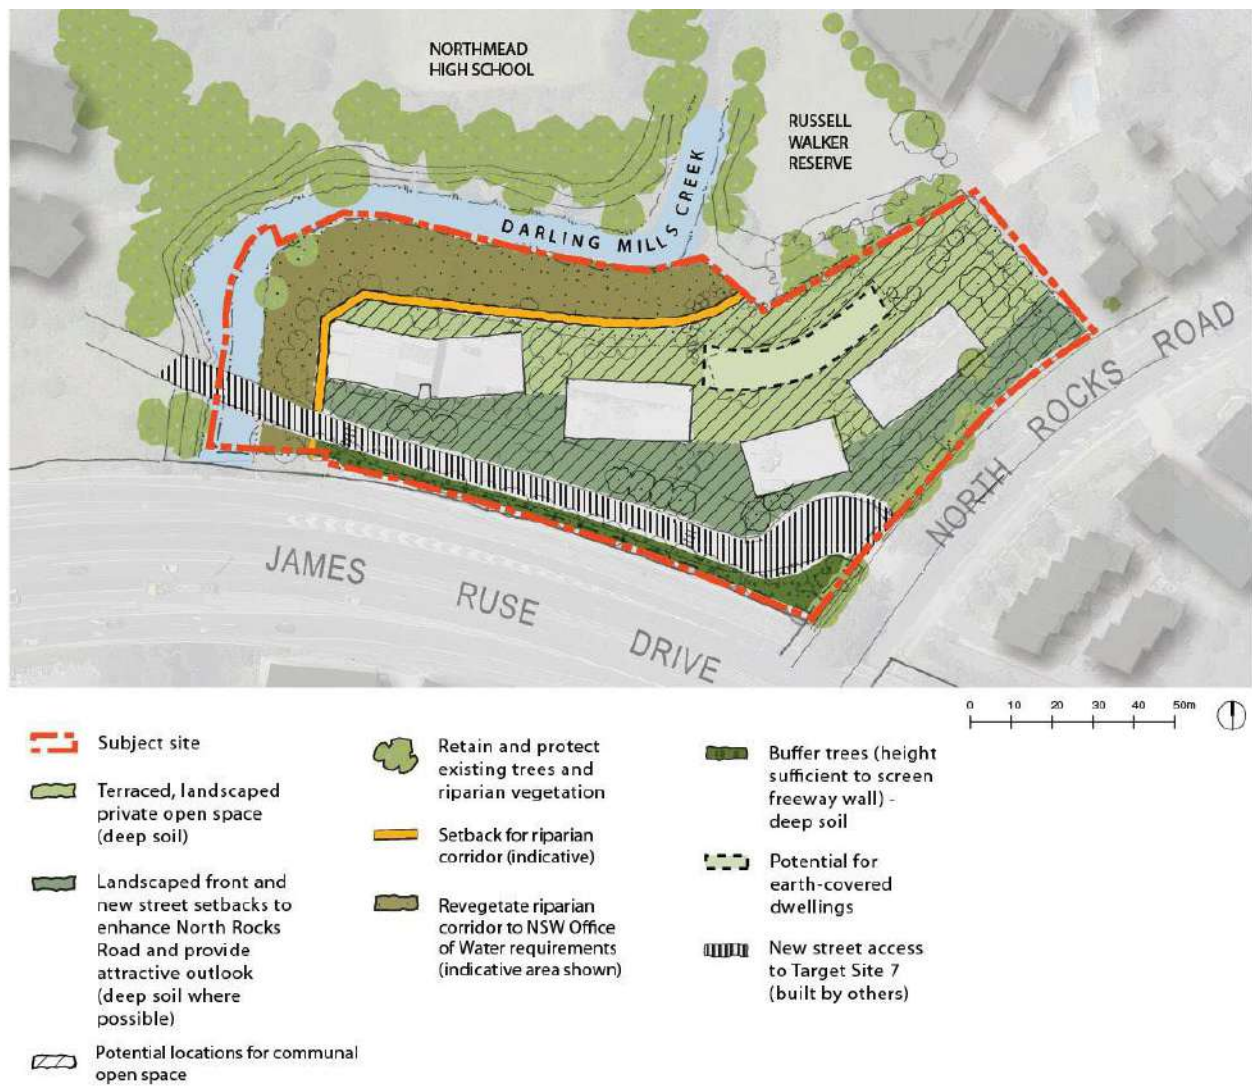 NORTHMEAD
HIGH SCHOOL
RUSSELL
WALKER
RESERVE
DARLING MILLS CREEK
NORTH ROCKS ROAD
JAMES RUSE DRIVE
0 10 20 30 40 50m
Subject site
Terraced, landscaped
private open space
(deep soil)
Landscaped front and
new street setbacks to
enhance North Rocks
Road and provide
attractive outlook
(deep soil where
possible)
Potential locations for communal
open space
Retain and protect
existing trees and
riparian vegetation
Setback for riparian
corridor (indicative)
Revegetate riparian
corridor to NSW Office
of Water requirements
(indicative area shown)
Buffer trees (height
sufficient to screen
freeway wall) -
deep soil
Potential for
earth-covered
dwellings
New street access
to Target Site 7
(built by others)